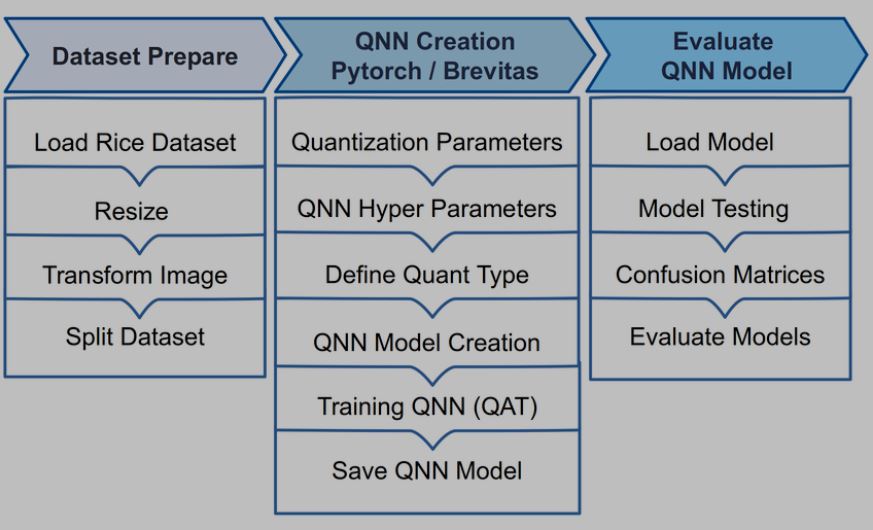 Dataset Prepare
QNN Creation
Pytorch / Brevitas
Evaluate
QNN Model
Load Rice Dataset
Resize
Transform Image
Split Dataset
Quantization Parameters
QNN Hyper Parameters
Define Quant Type
QNN Model Creation
Training QNN (QAT)
Save QNN Model
Load Model
Model Testing
Confusion Matrices
Evaluate Models